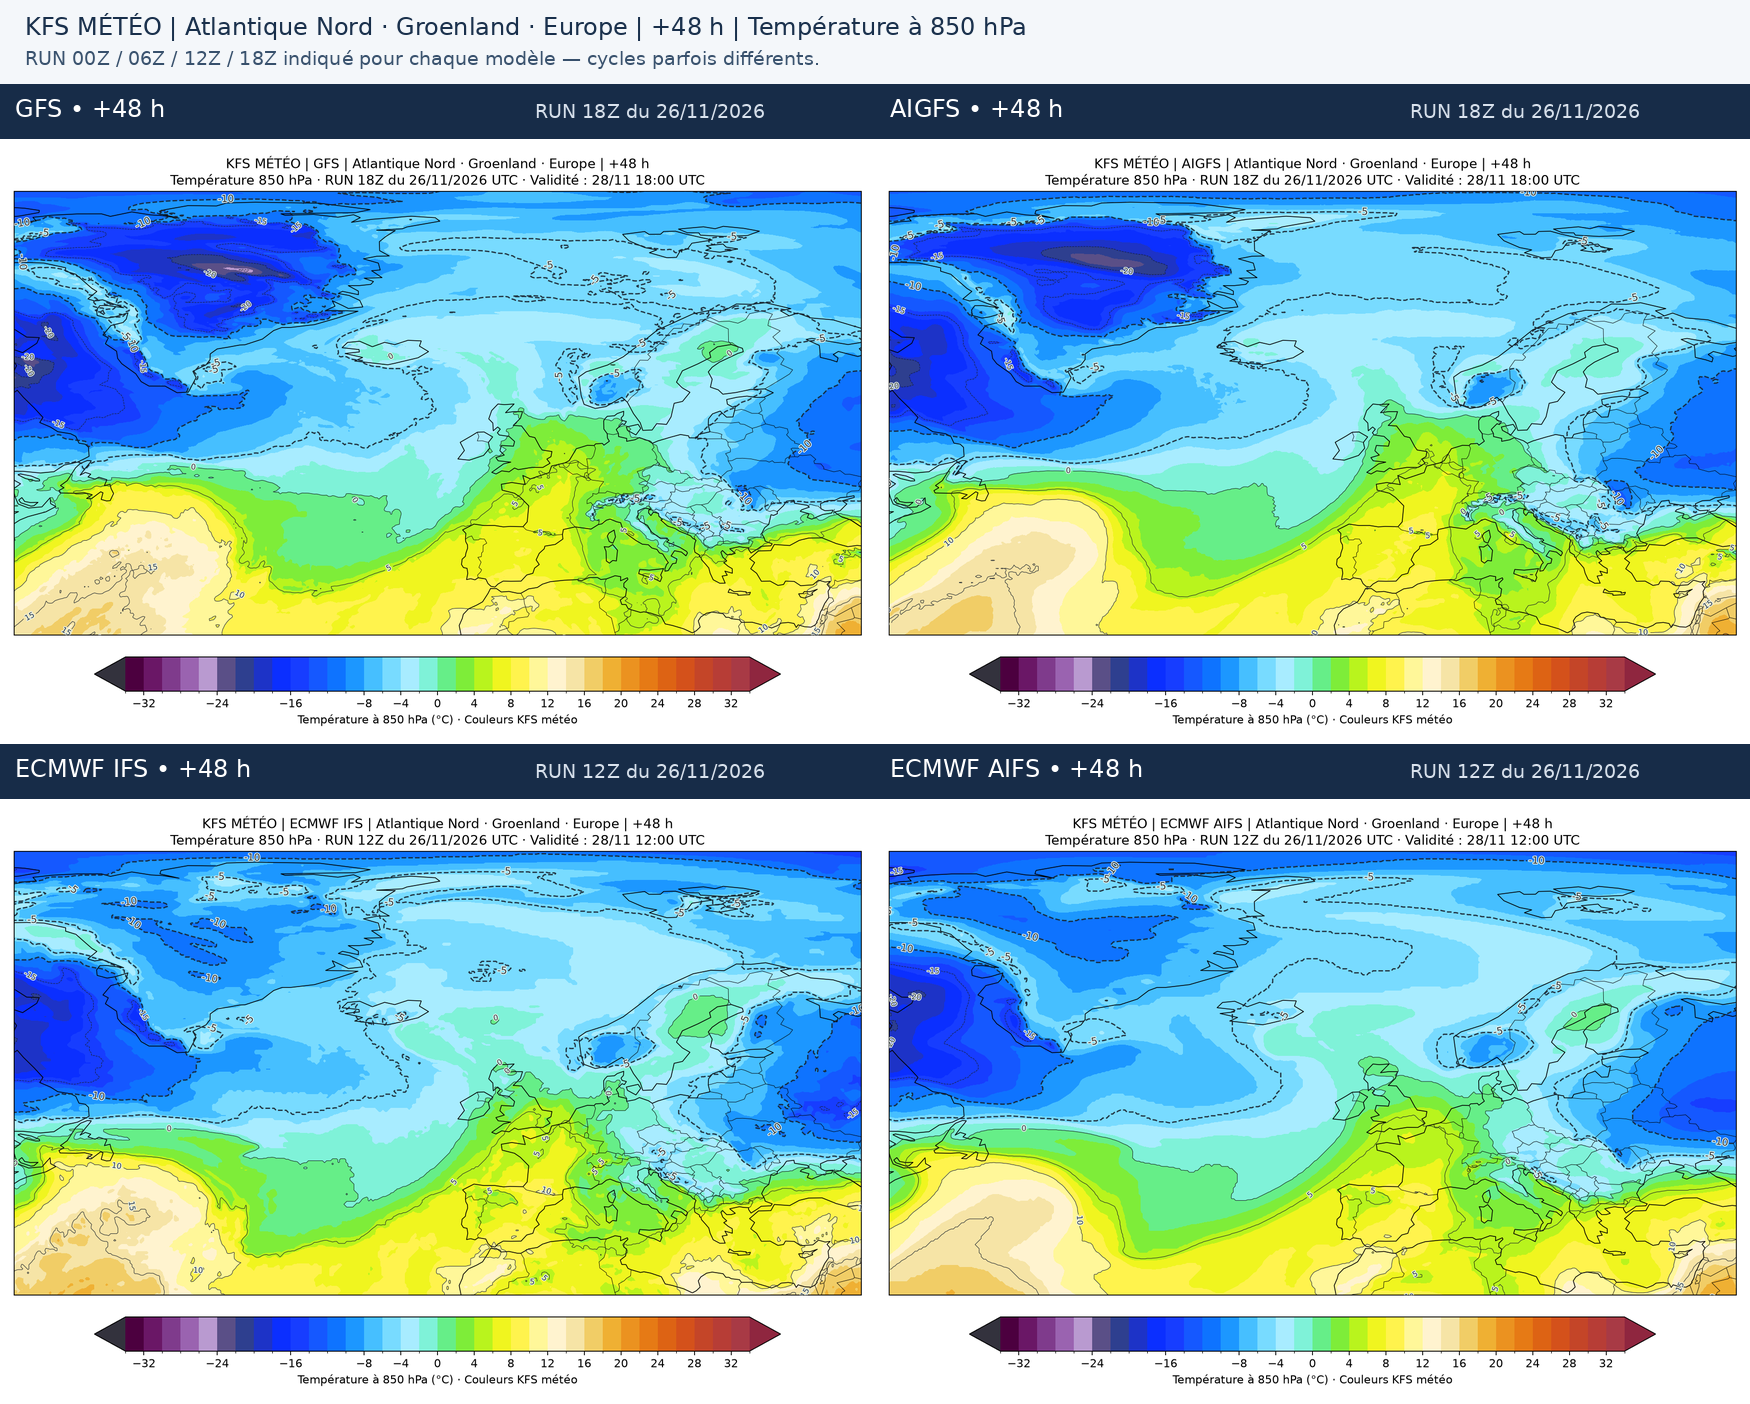 KFS MÉTÉO | Atlantique Nord · Groenland · Europe | +48 h | Température à 850 hPa
RUN 00Z / 06Z / 12Z / 18Z indiqué pour chaque modèle — cycles parfois différents.
GFS • +48 h
RUN 18Z du 26/11/2026
AIGFS • +48 h
RUN 18Z du 26/11/2026
KFS MÉTÉO | GFS | Atlantique Nord · Groenland · Europe | +48 h
Température 850 hPa · RUN 18Z du 26/11/2026 UTC · Validité : 28/11 18:00 UTC
KFS MÉTÉO | AIGFS | Atlantique Nord · Groenland · Europe | +48 h
Température 850 hPa · RUN 18Z du 26/11/2026 UTC · Validité : 28/11 18:00 UTC
−32 −24 −16 −8 −4 0 4 8 12 16 20 24 28 32
Température à 850 hPa (°C) · Couleurs KFS météo
−32 −24 −16 −8 −4 0 4 8 12 16 20 24 28 32
Température à 850 hPa (°C) · Couleurs KFS météo
ECMWF IFS • +48 h
RUN 12Z du 26/11/2026
ECMWF AIFS • +48 h
RUN 12Z du 26/11/2026
KFS MÉTÉO | ECMWF IFS | Atlantique Nord · Groenland · Europe | +48 h
Température 850 hPa · RUN 12Z du 26/11/2026 UTC · Validité : 28/11 12:00 UTC
KFS MÉTÉO | ECMWF AIFS | Atlantique Nord · Groenland · Europe | +48 h
Température 850 hPa · RUN 12Z du 26/11/2026 UTC · Validité : 28/11 12:00 UTC
−32 −24 −16 −8 −4 0 4 8 12 16 20 24 28 32
Température à 850 hPa (°C) · Couleurs KFS météo
−32 −24 −16 −8 −4 0 4 8 12 16 20 24 28 32
Température à 850 hPa (°C) · Couleurs KFS météo